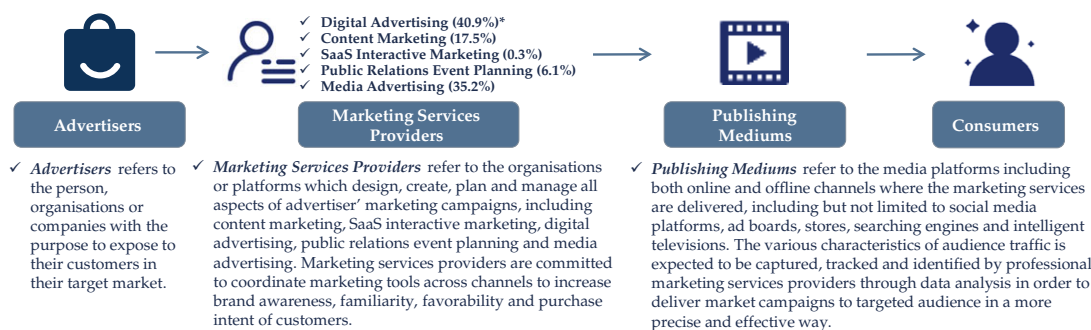 ✓ Digital Advertising (40.9%)*
✓ Content Marketing (17.5%)
✓ SaaS Interactive Marketing (0.3%)
✓ Public Relations Event Planning (6.1%)
✓ Media Advertising (35.2%)
Advertisers
Marketing Services
Providers
Publishing
Mediums
Consumers
✓ Advertisers refers to
the person,
organisations or
companies with the
purpose to expose to
their customers in
their target market.
✓ Marketing Services Providers refer to the organisations
or platforms which design, create, plan and manage all
aspects of advertiser’ marketing campaigns, including
content marketing, SaaS interactive marketing, digital
advertising, public relations event planning and media
advertising. Marketing services providers are committed
to coordinate marketing tools across channels to increase
brand awareness, familiarity, favorability and purchase
intent of customers.
✓ Publishing Mediums refer to the media platforms including
both online and offline channels where the marketing services
are delivered, including but not limited to social media
platforms, ad boards, stores, searching engines and intelligent
televisions. The various characteristics of audience traffic is
expected to be captured, tracked and identified by professional
marketing services providers through data analysis in order to
deliver market campaigns to targeted audience in a more
precise and effective way.